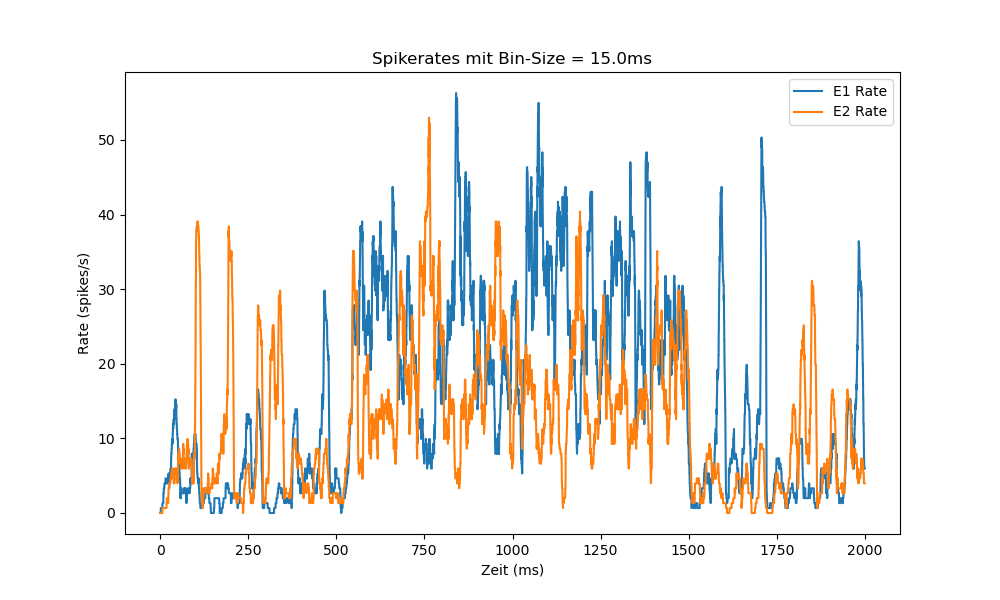 Spikerates mit Bin-Size = 15.0ms
E1 Rate
E2 Rate
Rate (spikes/s)
50
40
30
20
10
0
0 250 500 750 1000 1250 1500 1750 2000
Zeit (ms)